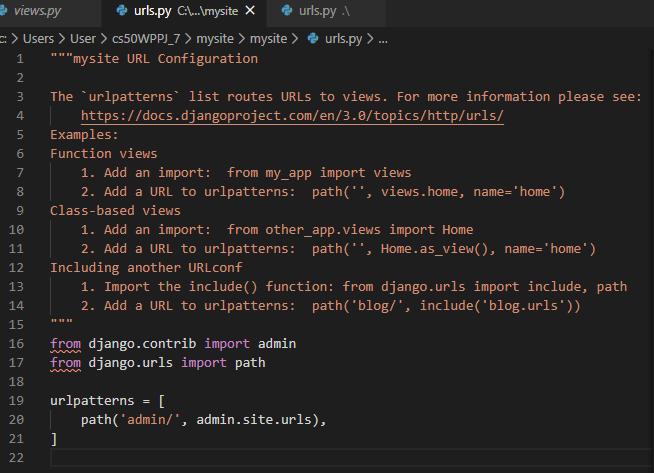 views.py urls.py C:\...\mysite urls.py .\
c: > Users > User > cs50WPPJ_7 > mysite > mysite > urls.py > ...
1 """mysite URL Configuration
2
3 The `urlpatterns` list routes URLs to views. For more information please see:
4     https://docs.djangoproject.com/en/3.0/topics/http/urls/
5 Examples:
6 Function views
7     1. Add an import:  from my_app import views
8     2. Add a URL to urlpatterns:  path('', views.home, name='home')
9 Class-based views
10     1. Add an import:  from other_app.views import Home
11     2. Add a URL to urlpatterns:  path('', Home.as_view(), name='home')
12 Including another URLconf
13     1. Import the include() function: from django.urls import include, path
14     2. Add a URL to urlpatterns:  path('blog/', include('blog.urls'))
15 """
16 from django.contrib import admin
17 from django.urls import path
18
19 urlpatterns = [
20     path('admin/', admin.site.urls),
21 ]
22